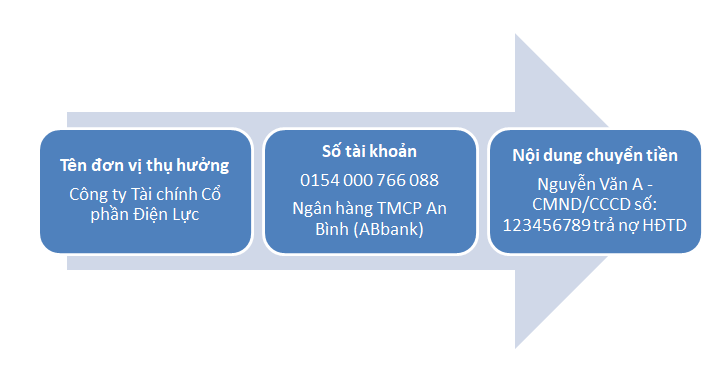 Tên đơn vị thụ hưởng
Công ty Tài chính Cổ
phần Điện Lực
Số tài khoản
0154 000 766 088
Ngân hàng TMCP An
Bình (ABbank)
Nội dung chuyển tiền
Nguyễn Văn A -
CMND/CCCD số:
123456789 trả nợ HĐTD